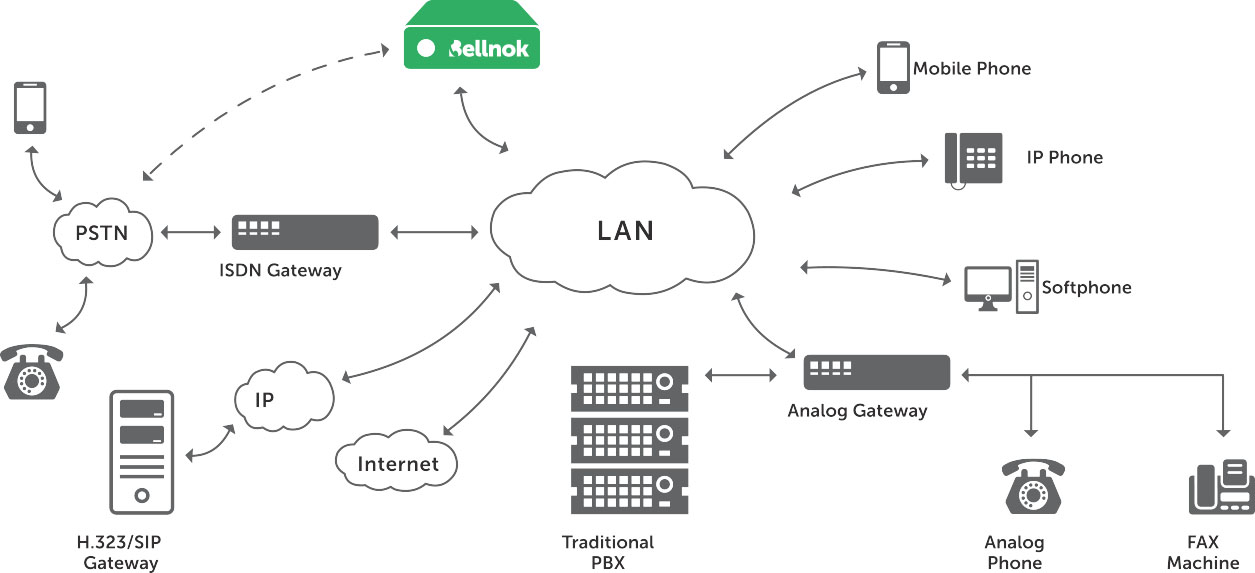 Bellnok
Mobile Phone
IP Phone
PSTN
LAN
ISDN Gateway
Softphone
IP
Analog Gateway
Internet
H.323/SIP
Gateway
Traditional
PBX
Analog
Phone
FAX
Machine